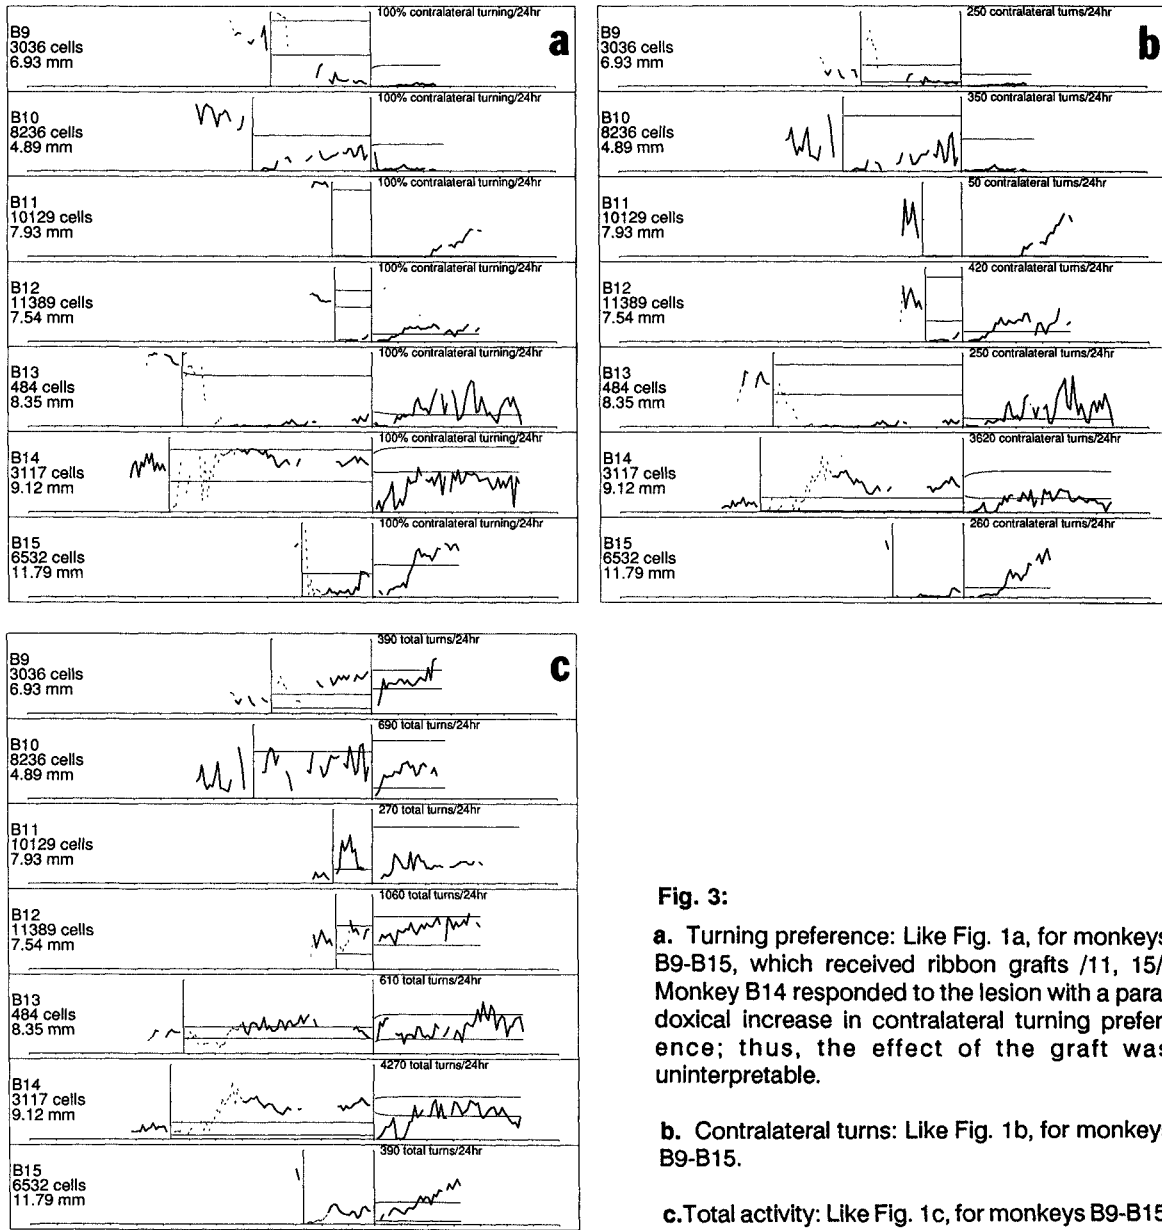 a
B9
3036 cells
6.93 mm
100% contralateral turning/24hr
B10
8236 cells
4.89 mm
100% contralateral turning/24hr
B11
10129 cells
7.93 mm
100% contralateral turning/24hr
B12
11389 cells
7.54 mm
100% contralateral turning/24hr
B13
484 cells
8.35 mm
100% contralateral turning/24hr
B14
3117 cells
9.12 mm
100% contralateral turning/24hr
B15
6532 cells
11.79 mm
100% contralateral turning/24hr
b
B9
3036 cells
6.93 mm
250 contralateral turns/24hr
B10
8236 cells
4.89 mm
350 contralateral turns/24hr
B11
10129 cells
7.93 mm
50 contralateral turns/24hr
B12
11389 cells
7.54 mm
420 contralateral turns/24hr
B13
484 cells
8.35 mm
250 contralateral turns/24hr
B14
3117 cells
9.12 mm
3620 contralateral turns/24hr
B15
6532 cells
11.79 mm
260 contralateral turns/24hr
c
B9
3036 cells
6.93 mm
390 total turns/24hr
B10
8236 cells
4.89 mm
690 total turns/24hr
B11
10129 cells
7.93 mm
270 total turns/24hr
B12
11389 cells
7.54 mm
1060 total turns/24hr
B13
484 cells
8.35 mm
610 total turns/24hr
B14
3117 cells
9.12 mm
4270 total turns/24hr
B15
6532 cells
11.79 mm
390 total turns/24hr
Fig. 3:
a. Turning preference: Like Fig. 1a, for monkeys
B9-B15, which received ribbon grafts /11, 15/
Monkey B14 responded to the lesion with a para
doxical increase in contralateral turning prefer
ence; thus, the effect of the graft was
uninterpretable.
b. Contralateral turns: Like Fig. 1b, for monkey
B9-B15.
c.Total activity: Like Fig. 1c, for monkeys B9-B15